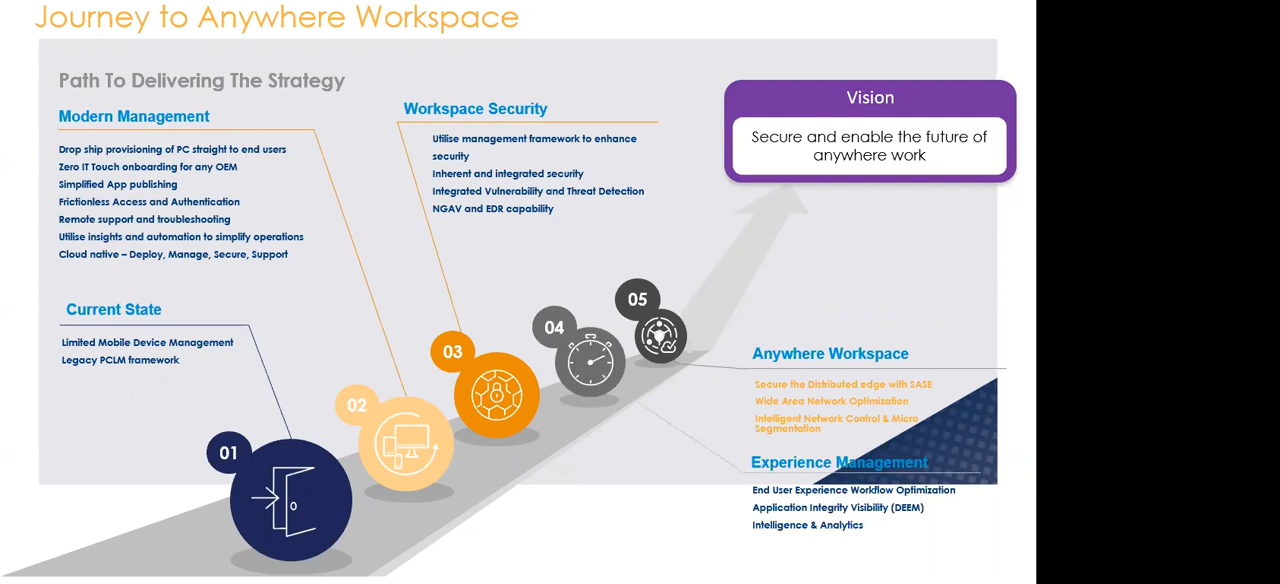 Journey to Anywhere Workspace
Path To Delivering The Strategy
Modern Management
Drop ship provisioning of PC straight to end users
Zero IT Touch onboarding for any OEM
Simplified App publishing
Frictionless Access and Authentication
Remote support and troubleshooting
Utilise insights and automation to simplify operations
Cloud native – Deploy, Manage, Secure, Support
Workspace Security
Utilise management framework to enhance
security
Inherent and integrated security
Integrated Vulnerability and Threat Detection
NGAV and EDR capability
Vision
Secure and enable the future of
anywhere work
Current State
Limited Mobile Device Management
Legacy PCLM framework
01
02
03
04
05
Anywhere Workspace
Secure the Distributed edge with SASE
Wide Area Network Optimization
Intelligent Network Control & Micro
Segmentation
Experience Management
End User Experience Workflow Optimization
Application Integrity Visibility (DEEM)
Intelligence & Analytics